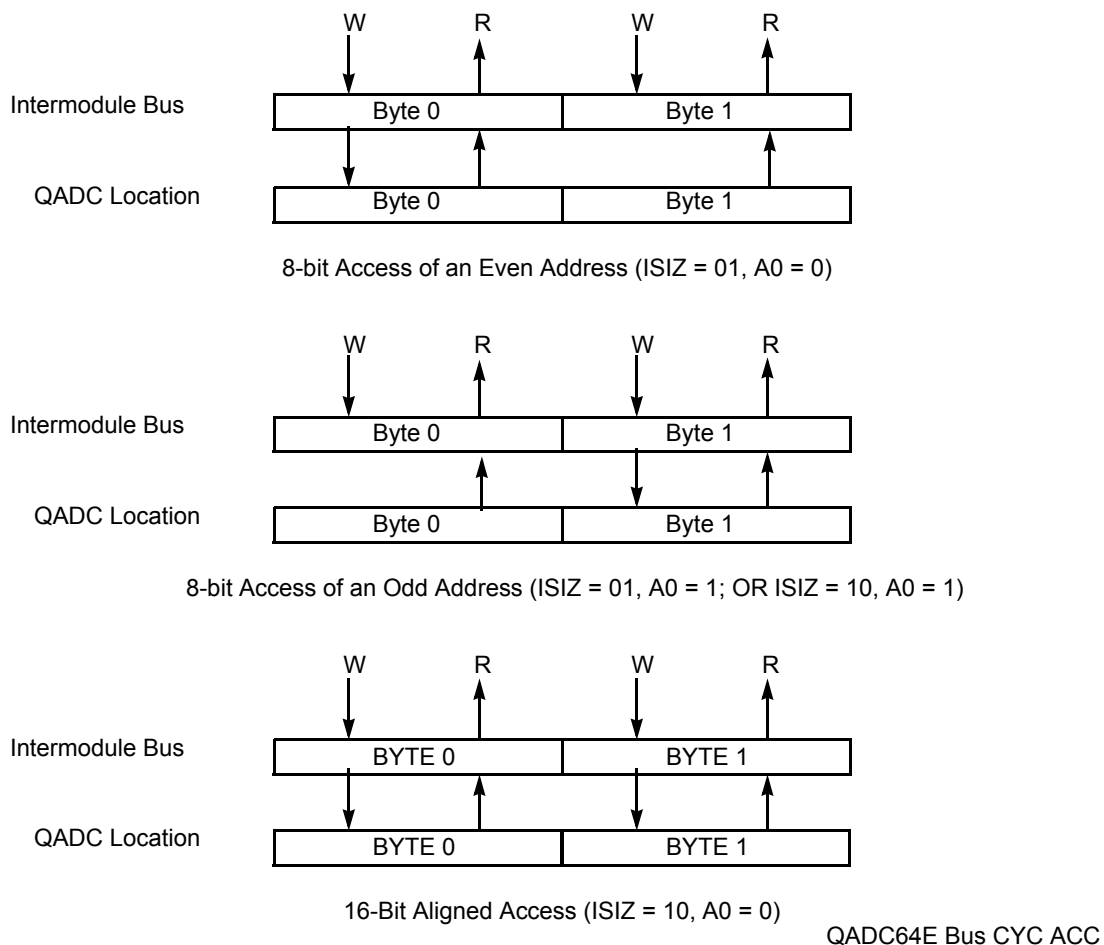 W R W R
Intermodule Bus Byte 0 Byte 1
QADC Location Byte 0 Byte 1
8-bit Access of an Even Address (ISIZ = 01, A0 = 0)
W R W R
Intermodule Bus Byte 0 Byte 1
QADC Location Byte 0 Byte 1
8-bit Access of an Odd Address (ISIZ = 01, A0 = 1; OR ISIZ = 10, A0 = 1)
W R W R
Intermodule Bus BYTE 0 BYTE 1
QADC Location BYTE 0 BYTE 1
16-Bit Aligned Access (ISIZ = 10, A0 = 0)
QADC64E Bus CYC ACC